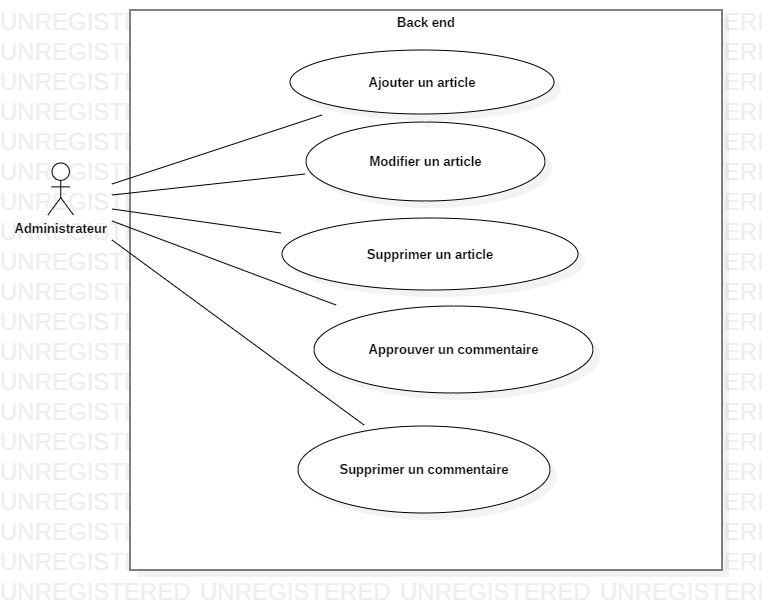 Back end
Ajouter un article
Modifier un article
Administrateur
Supprimer un article
Approuver un commentaire
Supprimer un commentaire
UNREGISTERED UNREGISTERED UNREGISTERED UNREGISTERI